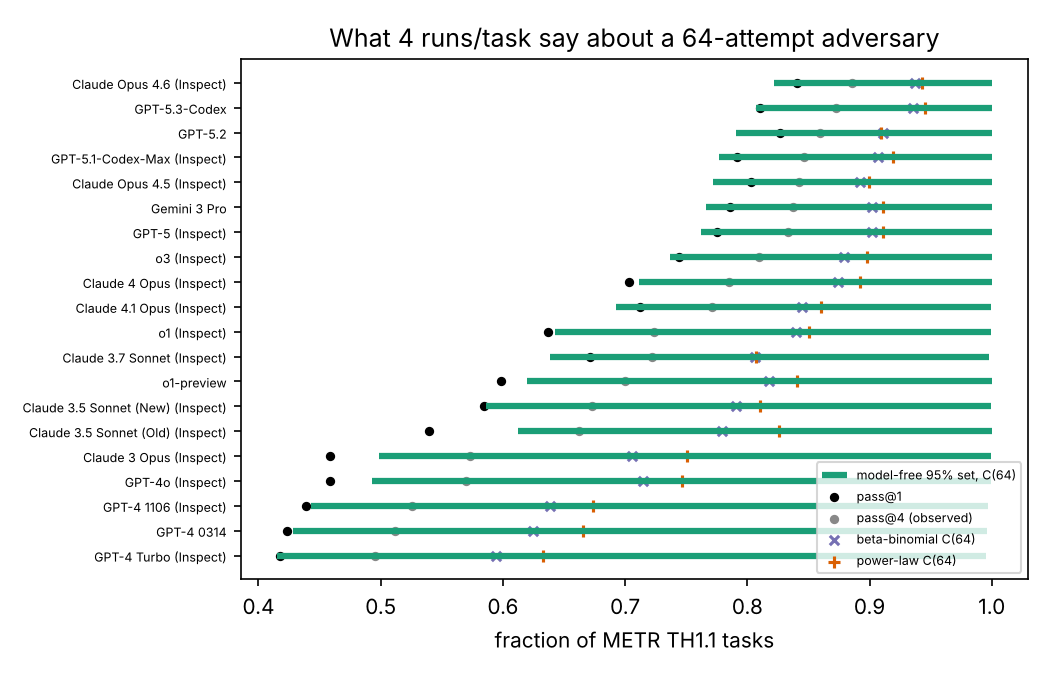 What 4 runs/task say about a 64-attempt adversary
Claude Opus 4.6 (Inspect)
GPT-5.3-Codex
GPT-5.2
GPT-5.1-Codex-Max (Inspect)
Claude Opus 4.5 (Inspect)
Gemini 3 Pro
GPT-5 (Inspect)
o3 (Inspect)
Claude 4 Opus (Inspect)
Claude 4.1 Opus (Inspect)
o1 (Inspect)
Claude 3.7 Sonnet (Inspect)
o1-preview
Claude 3.5 Sonnet (New) (Inspect)
Claude 3.5 Sonnet (Old) (Inspect)
Claude 3 Opus (Inspect)
GPT-4o (Inspect)
GPT-4 1106 (Inspect)
GPT-4 0314
GPT-4 Turbo (Inspect)
model-free 95% set, C(64)
pass@1
pass@4 (observed)
beta-binomial C(64)
power-law C(64)
0.4 0.5 0.6 0.7 0.8 0.9 1.0
fraction of METR TH1.1 tasks